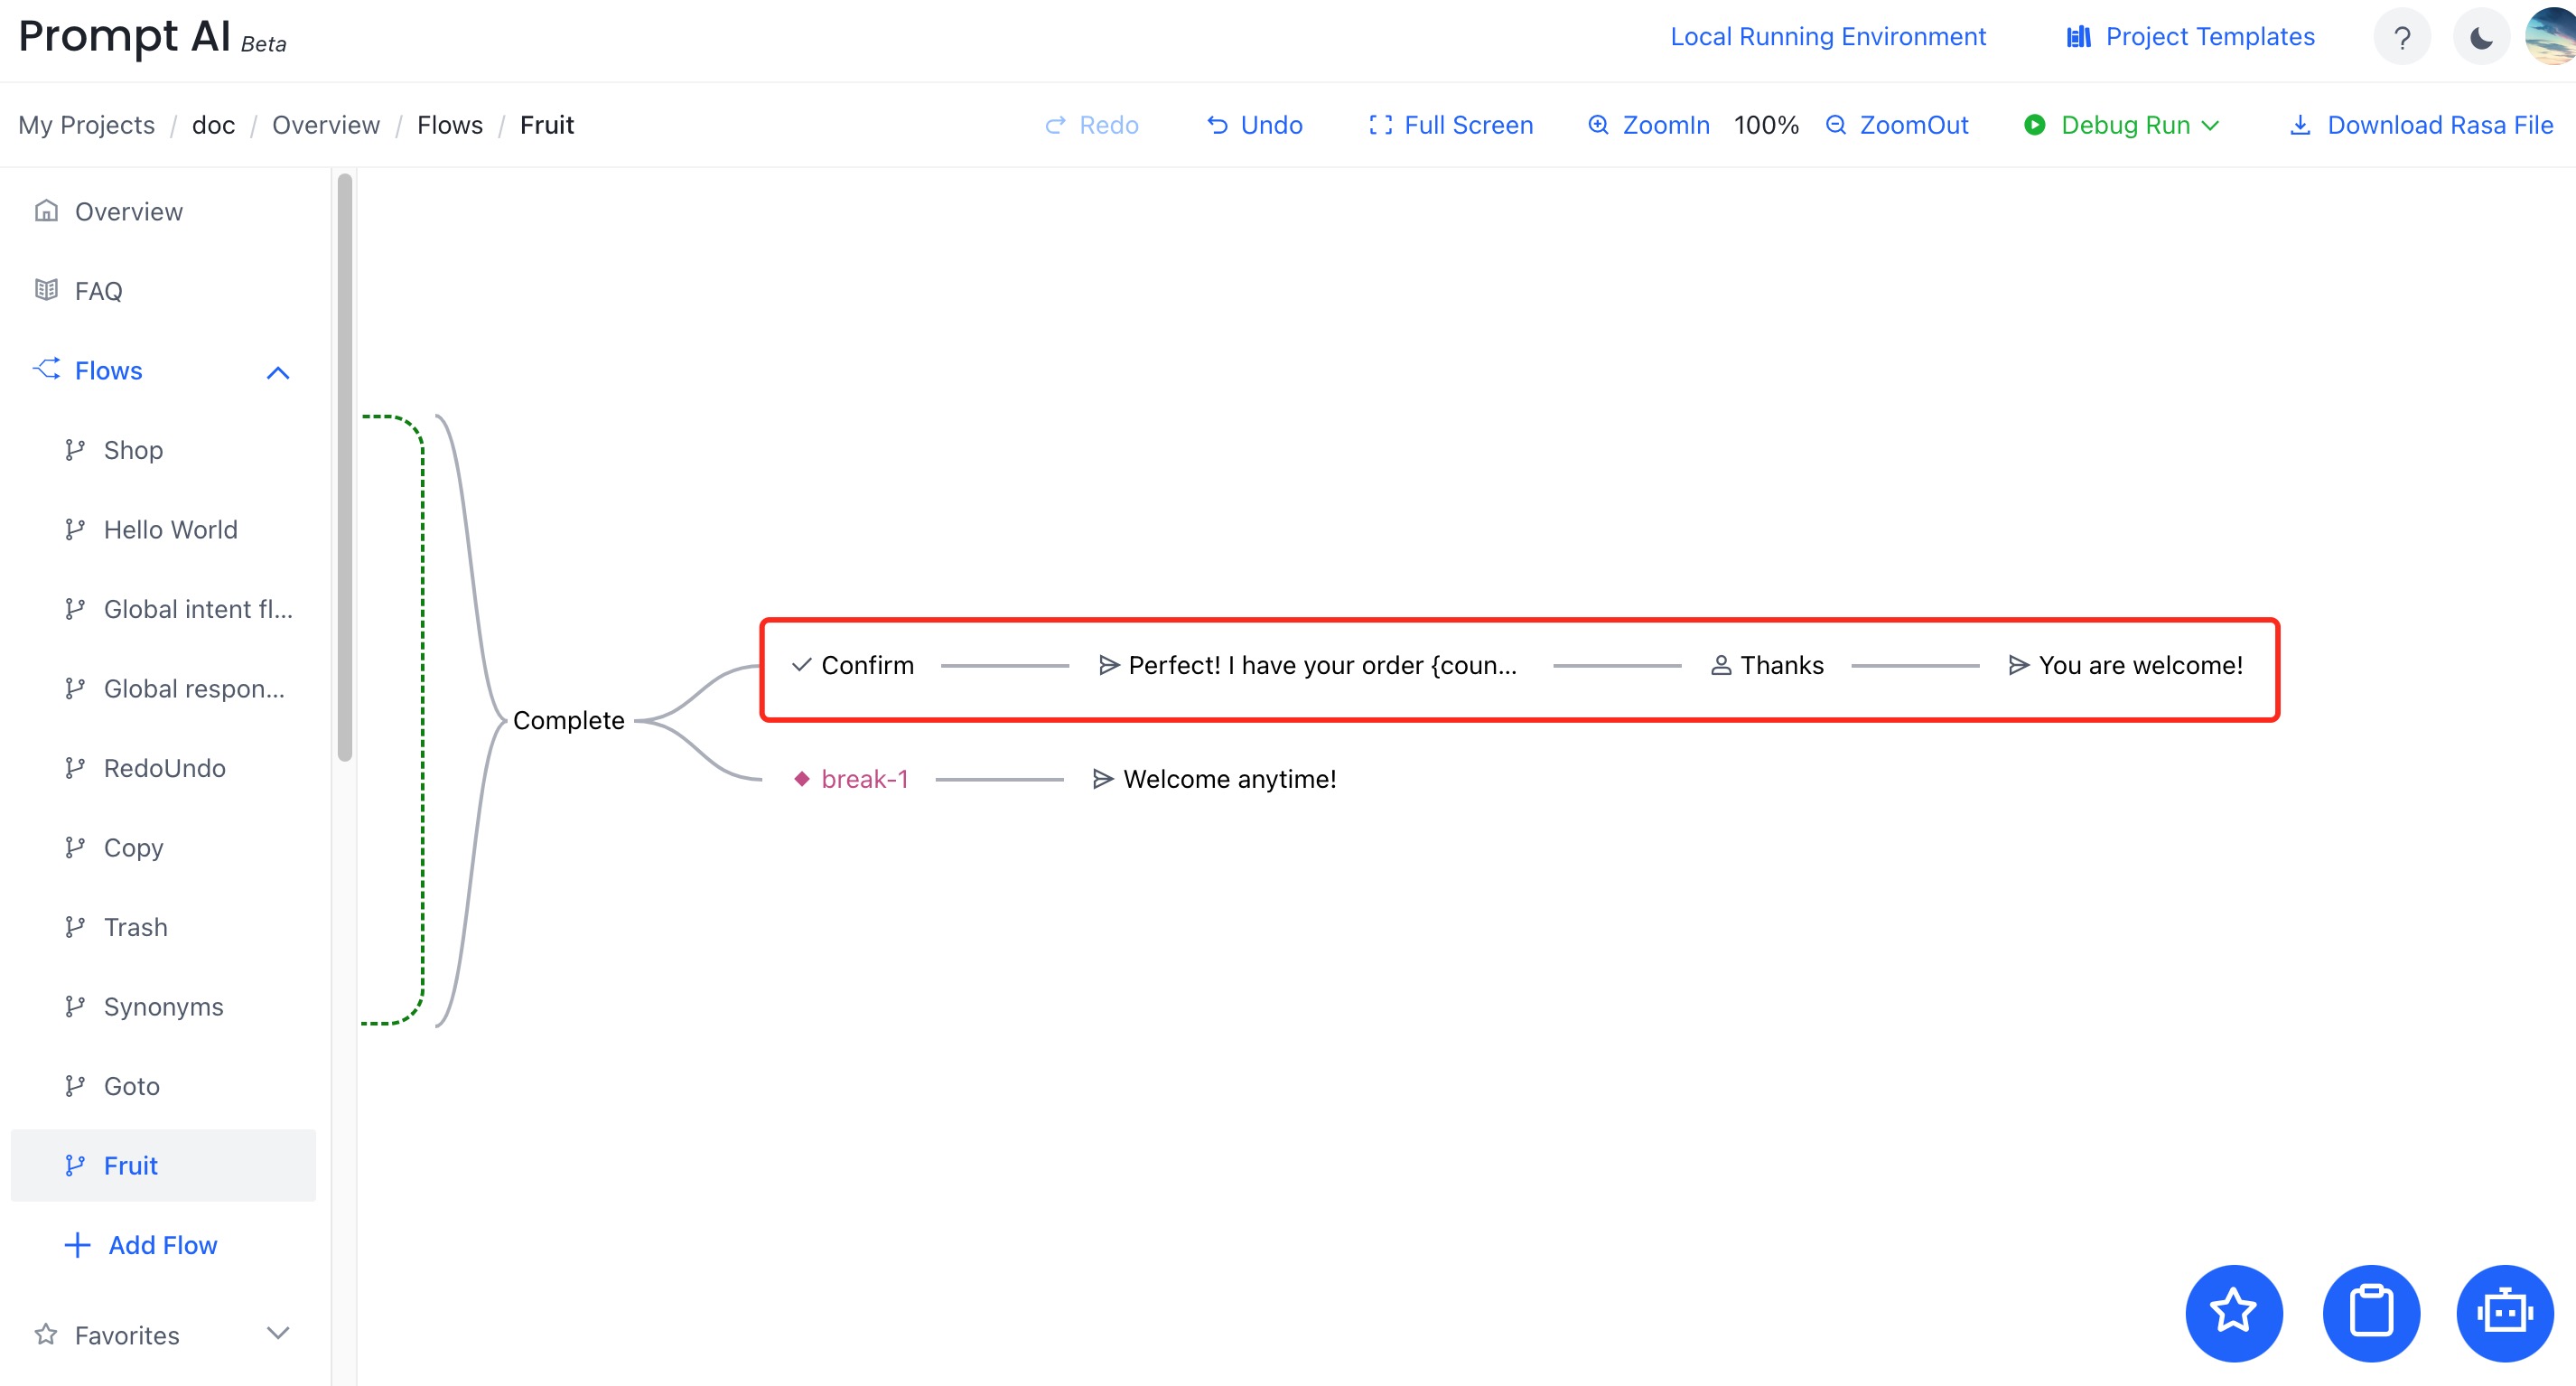 Prompt AI Beta
Local Running Environment
Project Templates
?
My Projects / doc / Overview / Flows / Fruit
Redo
Undo
Full Screen
ZoomIn
100%
ZoomOut
Debug Run
Download Rasa File
Overview
FAQ
Flows
Shop
Hello World
Global intent fl...
Global respon...
RedoUndo
Copy
Trash
Synonyms
Goto
Fruit
Add Flow
Favorites
Complete
Confirm
Perfect! I have your order {coun...
Thanks
You are welcome!
break-1
Welcome anytime!